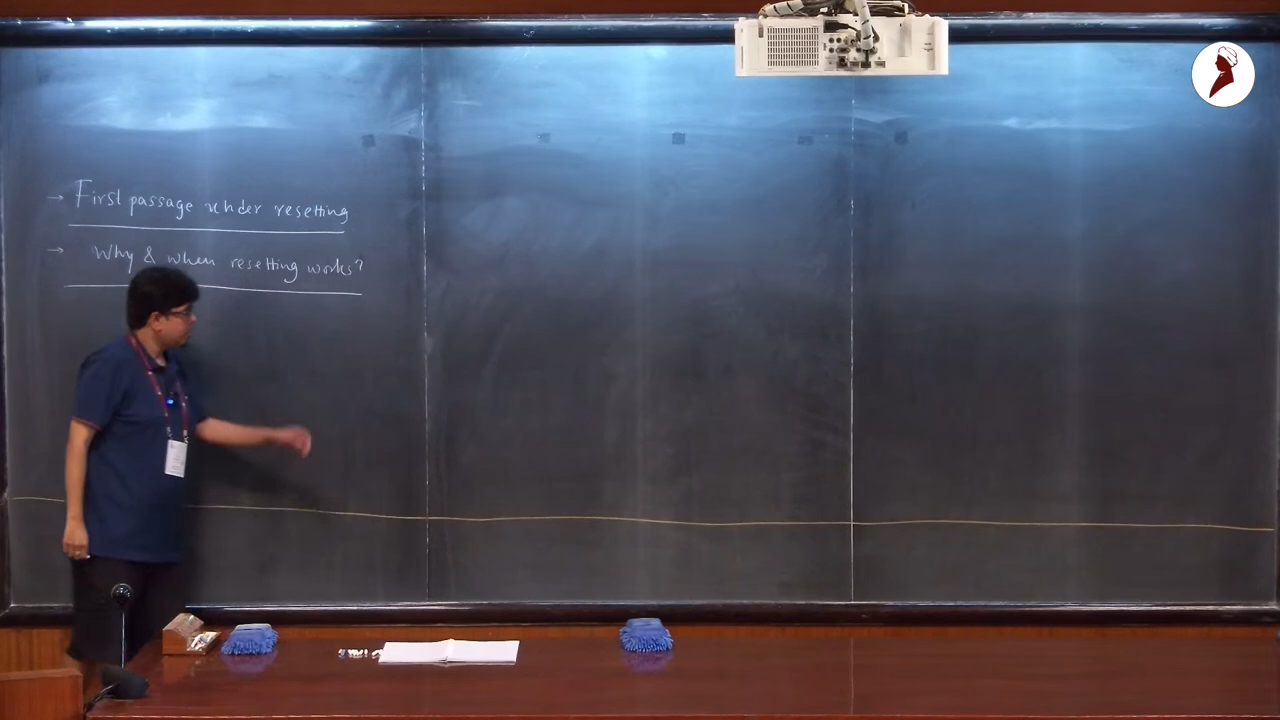 → First passage under resetting
→ Why & when resetting works?